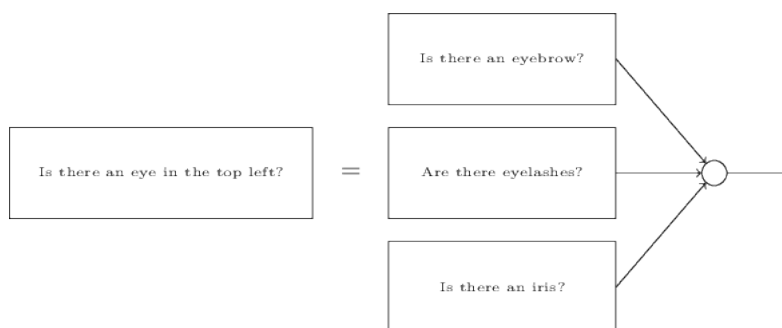 Is there an eyebrow?
Is there an eye in the top left?
=
Are there eyelashes?
Is there an iris?